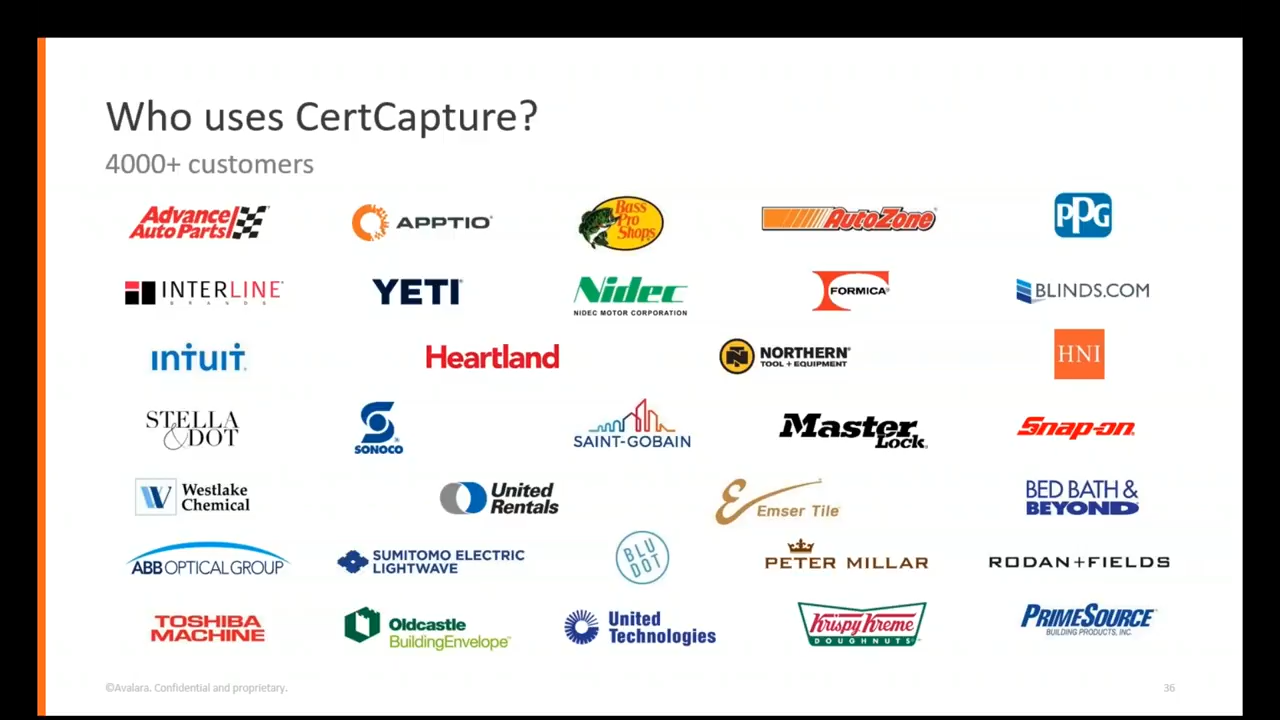 Who uses CertCapture?
4000+ customers
Advance
Auto Parts
APPTIO
Bass
Pro
Shops
AutoZone
PPG
INTERLINE
BRANDS
YETI
Nidec
NIDEC MOTOR CORPORATION
FORMICA
BLINDS.COM
intuit
Heartland
NORTHERN
TOOL + EQUIPMENT
HNI
STELLA
&DOT
SONOCO
SAINT-GOBAIN
Master
Lock
Snap-on
Westlake
Chemical
United
Rentals
Emser Tile
BED BATH &
BEYOND
ABB OPTICAL GROUP
SUMITOMO ELECTRIC
LIGHTWAVE
BLU
DOT
PETER MILLAR
RODAN+FIELDS
TOSHIBA
MACHINE
Oldcastle
BuildingEnvelope
United
Technologies
Krispy Kreme
DOUGHNUTS
PRIMESOURCE
BUILDING PRODUCTS, INC.
©Avalara. Confidential and proprietary.
36